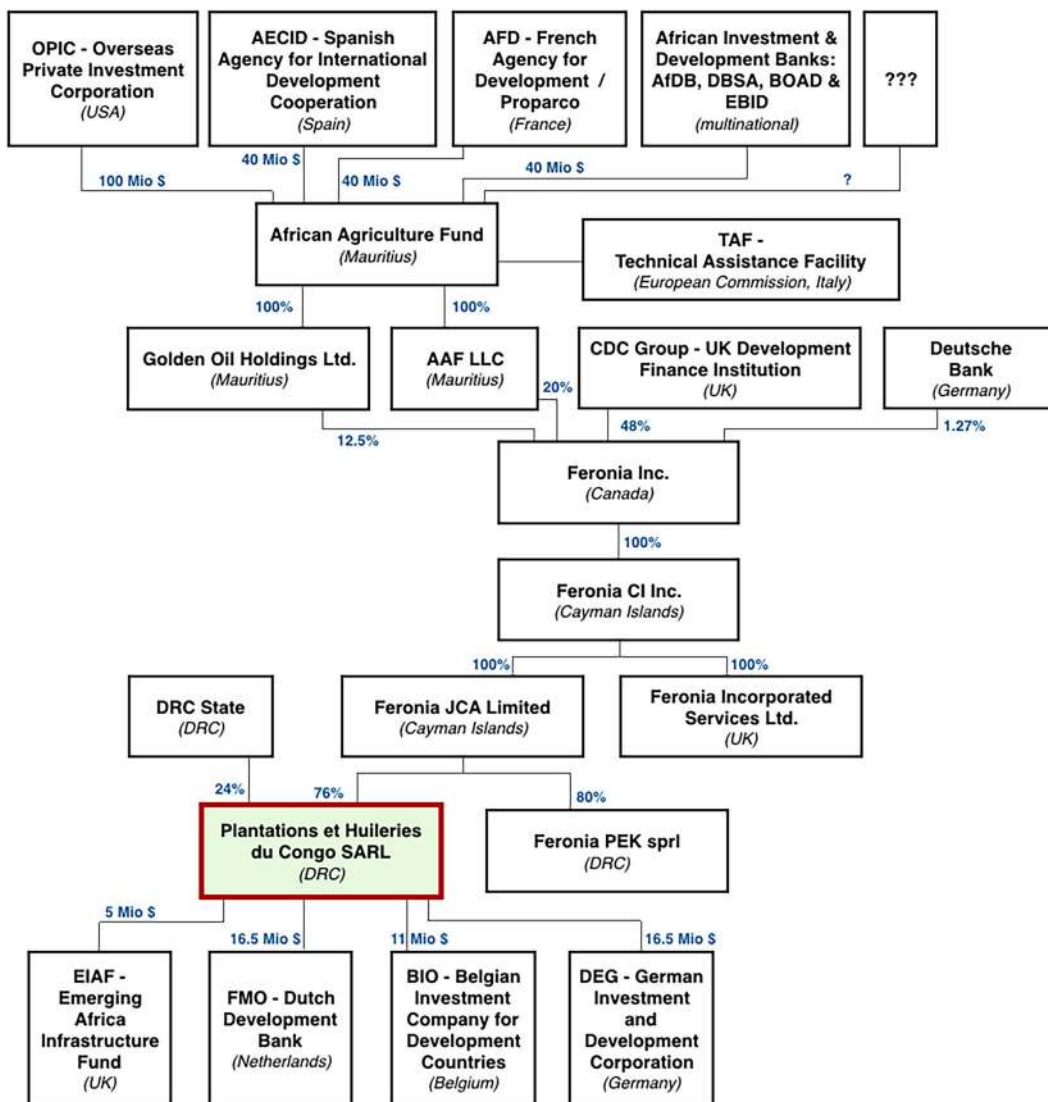 OPIC - Overseas
Private Investment
Corporation
(USA)
AECID - Spanish
Agency for International
Development
Cooperation
(Spain)
AFD - French
Agency for
Development /
Proparco
(France)
African Investment &
Development Banks:
AfDB, DBSA, BOAD &
EBID
(multinational)
???
100 Mio $
40 Mio $
40 Mio $
40 Mio $
?
African Agriculture Fund
(Mauritius)
TAF -
Technical Assistance Facility
(European Commission, Italy)
100%
100%
Golden Oil Holdings Ltd.
(Mauritius)
AAF LLC
(Mauritius)
CDC Group - UK Development
Finance Institution
(UK)
Deutsche
Bank
(Germany)
12.5%
20%
48%
1.27%
Feronia Inc.
(Canada)
100%
Feronia CI Inc.
(Cayman Islands)
100%
100%
DRC State
(DRC)
Feronia JCA Limited
(Cayman Islands)
Feronia Incorporated
Services Ltd.
(UK)
24%
76%
80%
Plantations et Huileries
du Congo SARL
(DRC)
Feronia PEK sprl
(DRC)
5 Mio $
16.5 Mio $
11 Mio $
16.5 Mio $
EIAF -
Emerging
Africa
Infrastructure
Fund
(UK)
FMO - Dutch
Development
Bank
(Netherlands)
BIO - Belgian
Investment
Company for
Development
Countries
(Belgium)
DEG - German
Investment
and
Development
Corporation
(Germany)